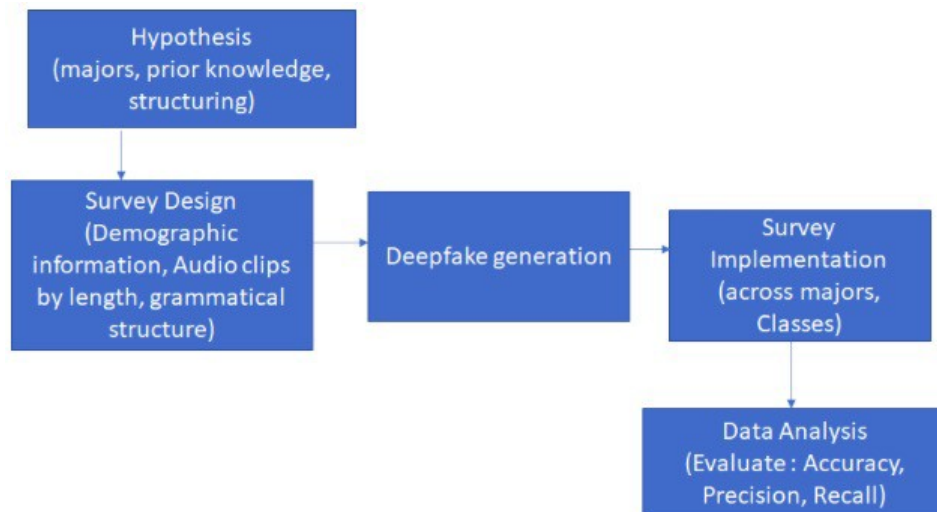 Hypothesis
(majors, prior knowledge,
structuring)
Survey Design
(Demographic
information, Audio clips
by length, grammatical
structure)
Deepfake generation
Survey
Implementation
(across majors,
Classes)
Data Analysis
(Evaluate : Accuracy,
Precision, Recall)